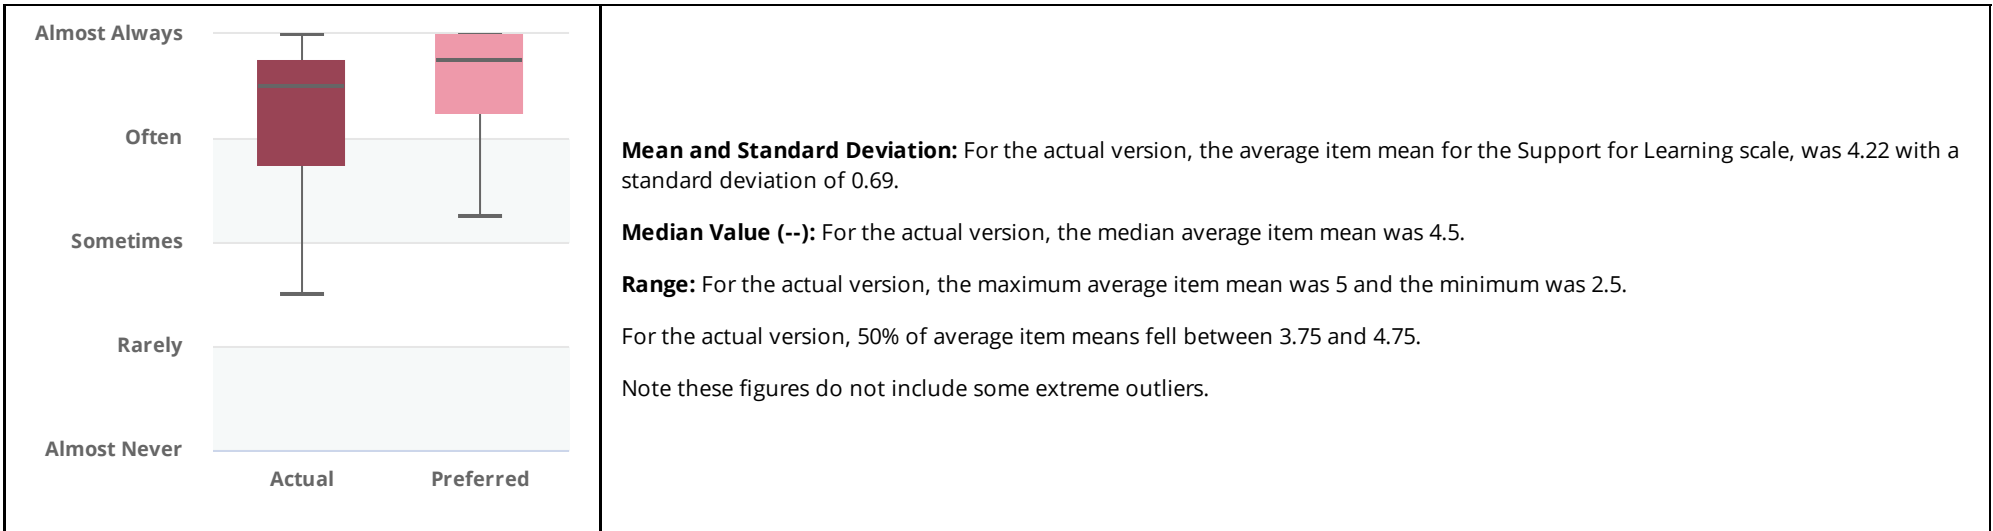 Almost Always
Often
Sometimes
Rarely
Almost Never
Actual
Preferred
Mean and Standard Deviation: For the actual version, the average item mean for the Support for Learning scale, was 4.22 with a
standard deviation of 0.69.
Median Value (--): For the actual version, the median average item mean was 4.5.
Range: For the actual version, the maximum average item mean was 5 and the minimum was 2.5.
For the actual version, 50% of average item means fell between 3.75 and 4.75.
Note these figures do not include some extreme outliers.